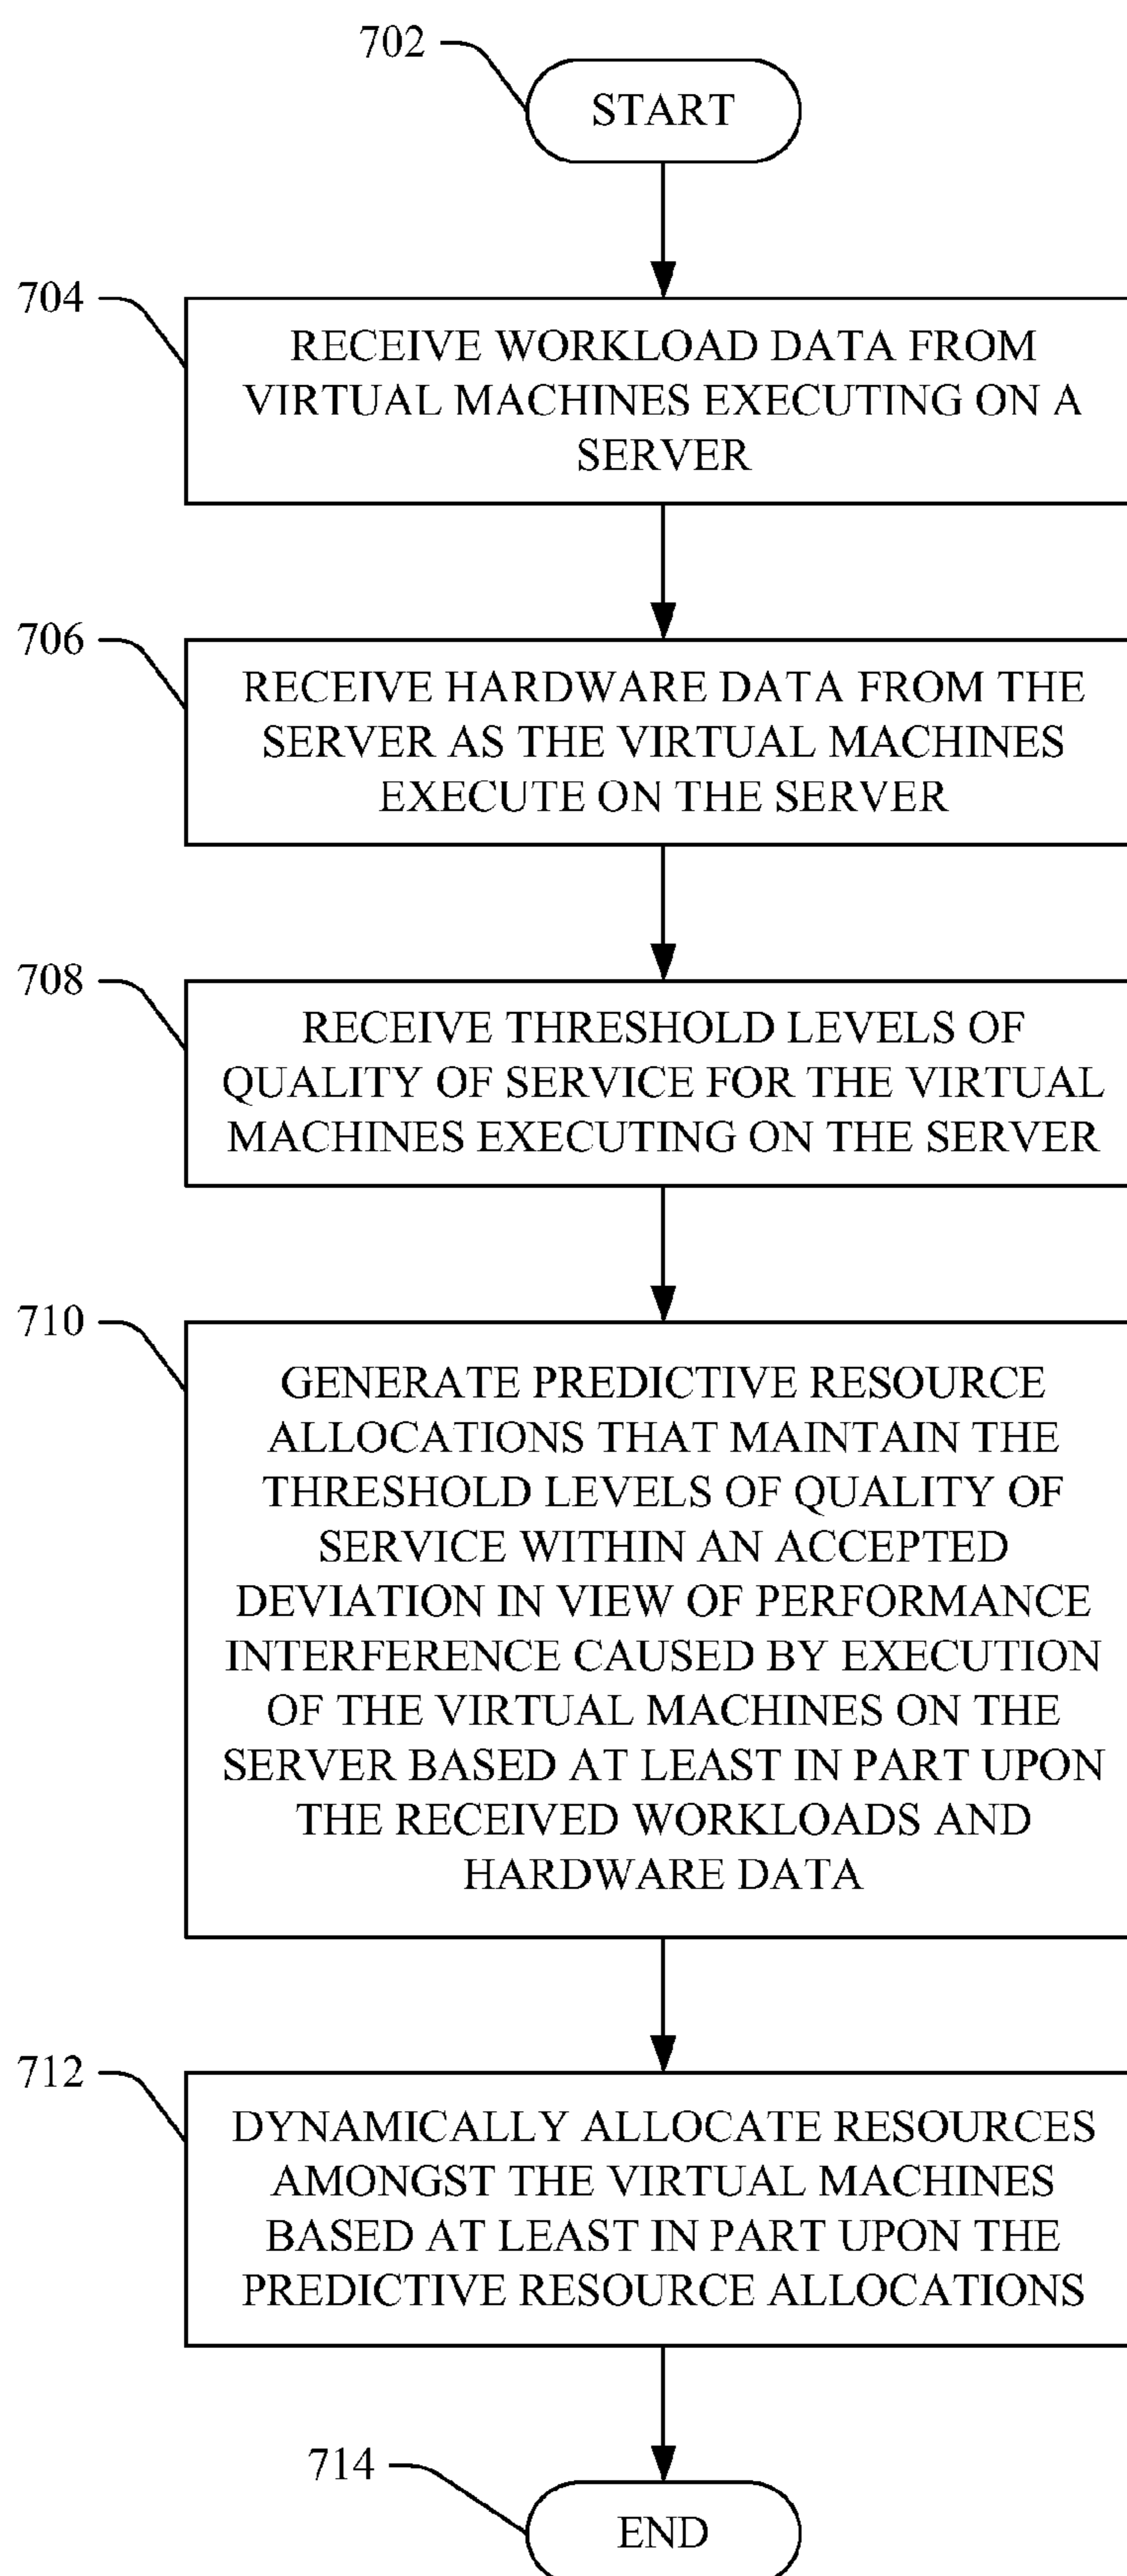 702
START
704
RECEIVE WORKLOAD DATA FROM
VIRTUAL MACHINES EXECUTING ON A
SERVER
706
RECEIVE HARDWARE DATA FROM THE
SERVER AS THE VIRTUAL MACHINES
EXECUTE ON THE SERVER
708
RECEIVE THRESHOLD LEVELS OF
QUALITY OF SERVICE FOR THE VIRTUAL
MACHINES EXECUTING ON THE SERVER
710
GENERATE PREDICTIVE RESOURCE
ALLOCATIONS THAT MAINTAIN THE
THRESHOLD LEVELS OF QUALITY OF
SERVICE WITHIN AN ACCEPTED
DEVIATION IN VIEW OF PERFORMANCE
INTERFERENCE CAUSED BY EXECUTION
OF THE VIRTUAL MACHINES ON THE
SERVER BASED AT LEAST IN PART UPON
THE RECEIVED WORKLOADS AND
HARDWARE DATA
712
DYNAMICALLY ALLOCATE RESOURCES
AMONGST THE VIRTUAL MACHINES
BASED AT LEAST IN PART UPON THE
PREDICTIVE RESOURCE ALLOCATIONS
714
END